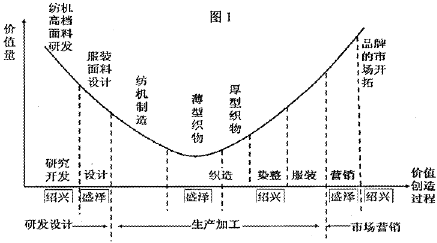 图1
价值量
纺机高档面料研发
服装面料设计
纺机制造
薄型织物
厚型织物
品牌的市场开拓
研究开发
设计
织造
染整
服装
营销
价值创造过程
绍兴
盛泽
盛泽
绍兴
盛泽
绍兴
研发设计
生产加工
市场营销